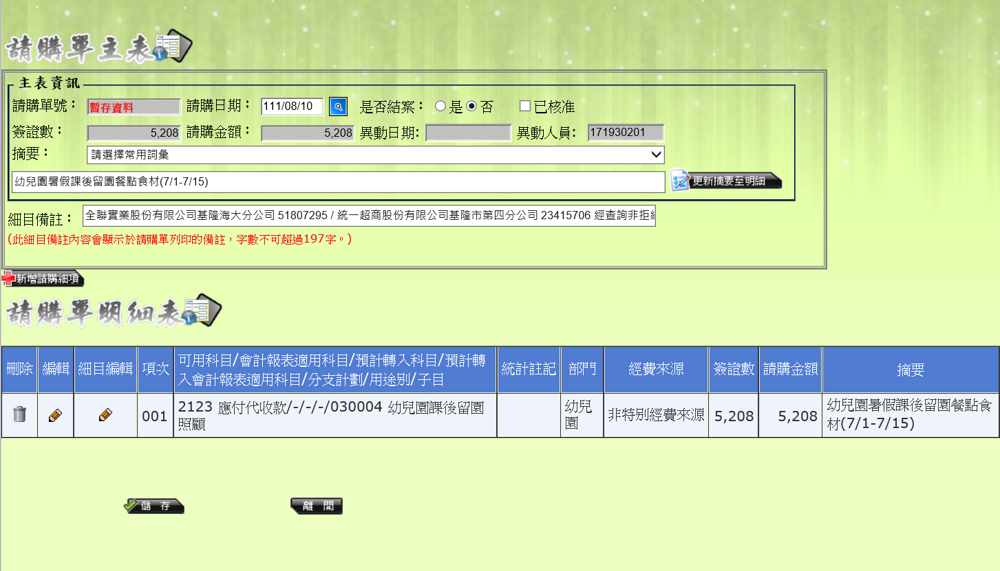 請購單主表
主表資訊
請購單號： 暫存資料 請購日期： 111/08/10 是否結案： 是 否 已核准
簽證數： 5,208 請購金額： 5,208 異動日期: 異動人員: 171930201
摘要： 請選擇常用詞彙
幼兒園暑假課後留園餐點食材(7/1-7/15) 更新摘要至明細
細目備註： 全聯實業股份有限公司基隆海大分公司 51807295 / 統一超商股份有限公司基隆市第四分公司 23415706 經查詢非拒
(此細目備註內容會顯示於請購單列印的備註，字數不可超過197字。)
新增請購細項
請購單明細表
刪除 編輯 細目編輯 項次 可用科目/會計報表適用科目/預計轉入科目/預計轉
入會計報表適用科目/分支計劃/用途別/子目 統計註記 部門 經費來源 簽證數 請購金額 摘要
001 2123 應付代收款/-/-/-/030004 幼兒園課後留園
照顧 幼兒
園 非特別經費來源 5,208 5,208 幼兒園暑假課後留園餐點食
材(7/1-7/15)
儲 存 離 開